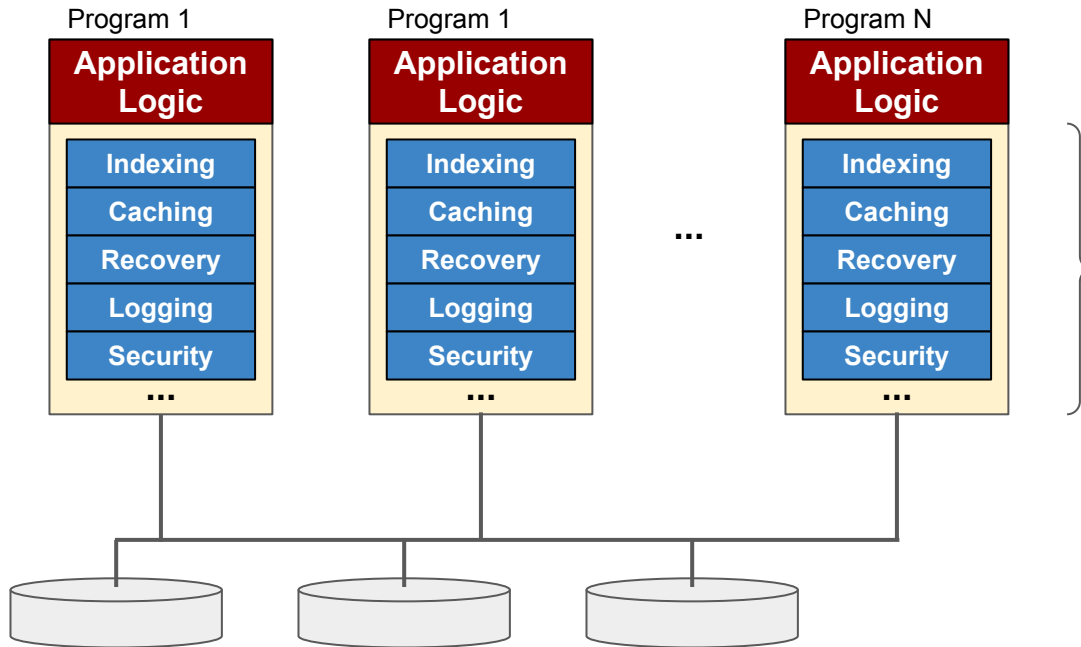 Program 1
Program 1
Program N
Application
Logic
Application
Logic
Application
Logic
Indexing
Caching
Recovery
Logging
Security
...
Indexing
Caching
Recovery
Logging
Security
...
...
Indexing
Caching
Recovery
Logging
Security
...